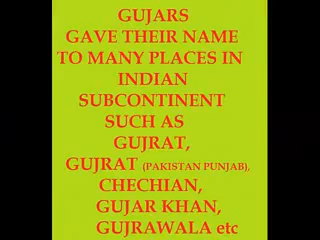 GUJARS
GAVE THEIR NAME
TO MANY PLACES IN
INDIAN
SUBCONTINENT
SUCH AS
GUJRAT,
GUJRAT (PAKISTAN PUNJAB),
CHECHIAN,
GUJAR KHAN,
GUJRAWALA etc